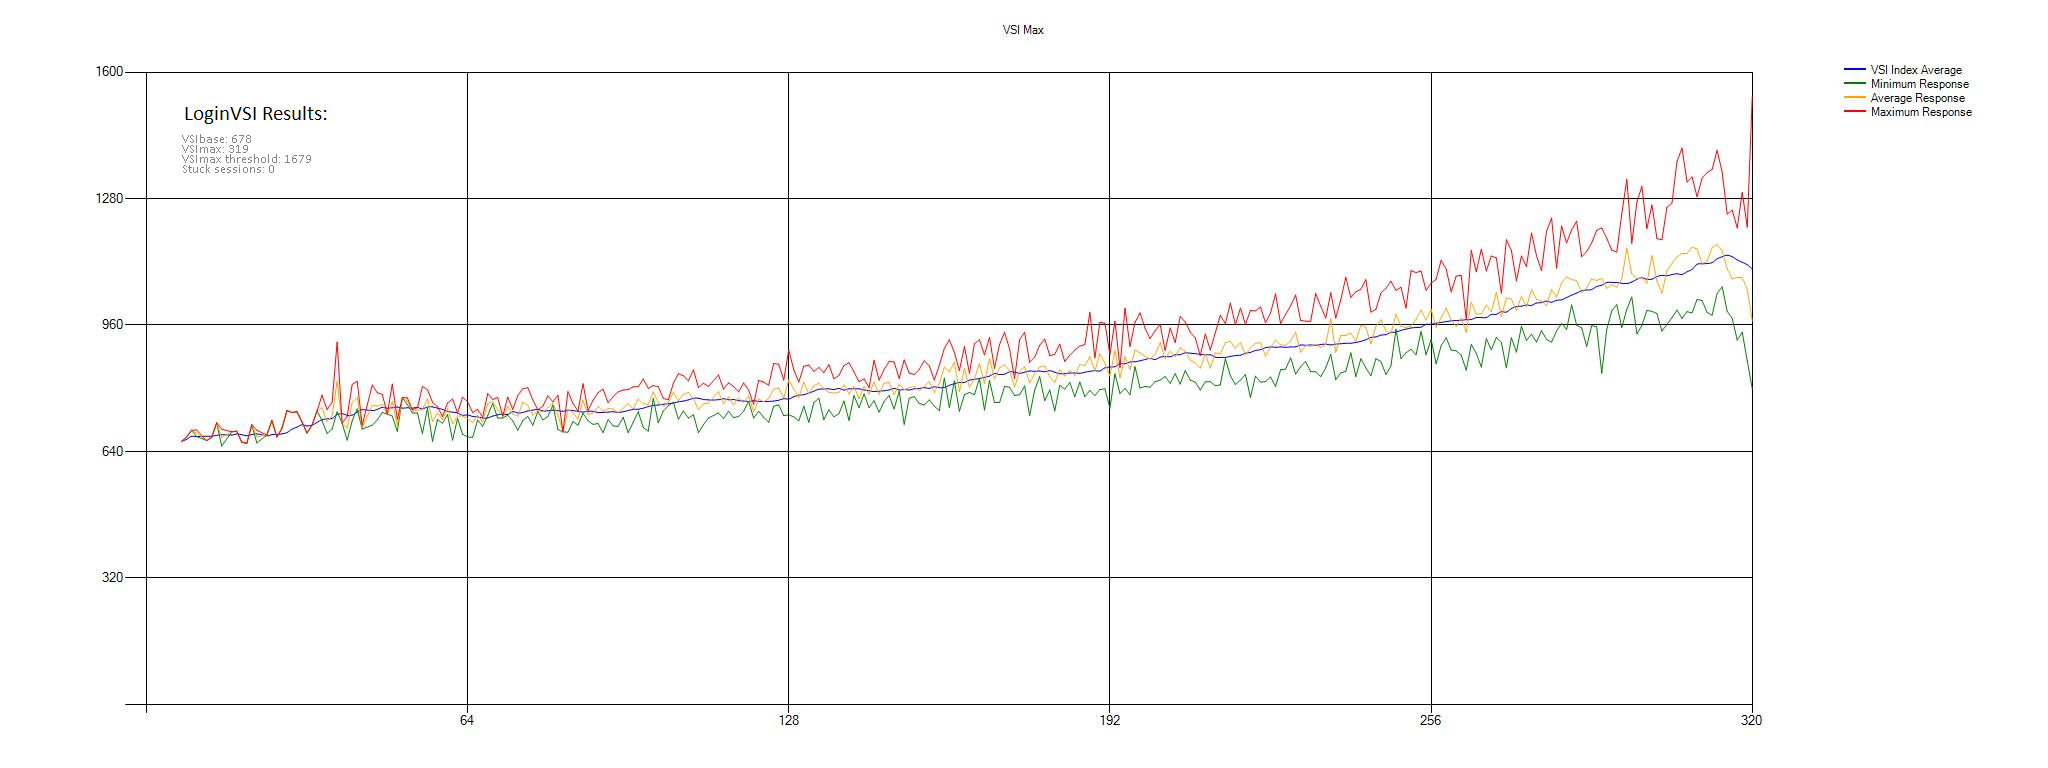 VSI Max
VSI Index Average
Minimum Response
Average Response
Maximum Response
LoginVSI Results:
VSIbase: 678
VSImax: 319
VSImax threshold: 1679
Stuck sessions: 0
1600
1280
960
640
320
64 128 192 256 320